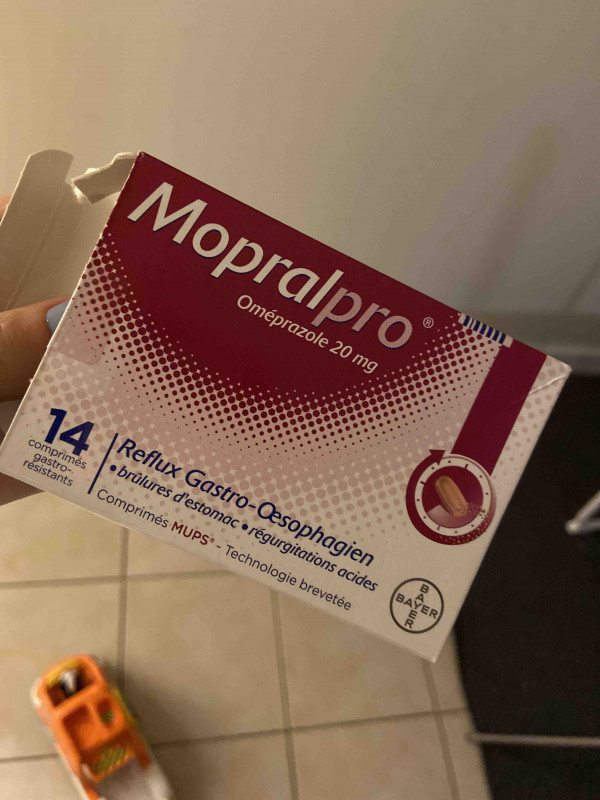 Mopralpro®
Oméprazole 20 mg
14
comprimés
gastro-
résistants
Reflux Gastro-Œsophagien
• brûlures d'estomac • régurgitations acides
Comprimés MUPS® - Technologie brevetée
BAYER
BAYER